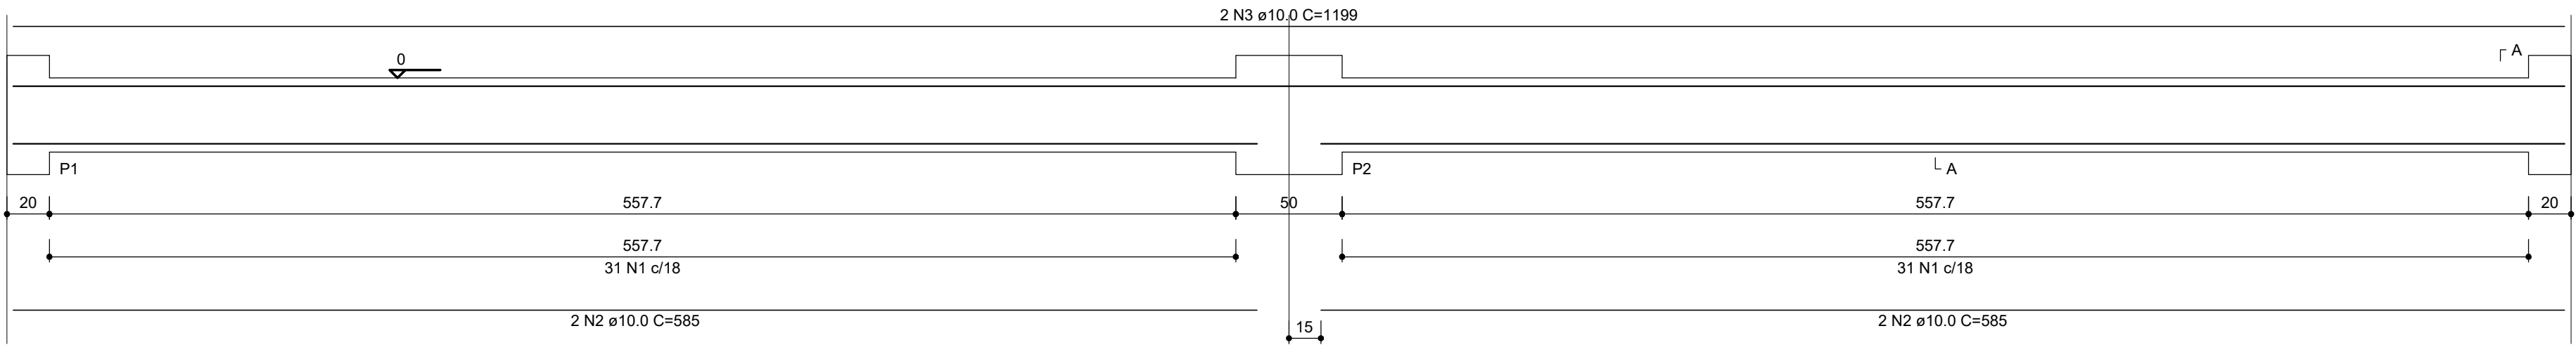 2 N3 ø10.0 C=1199
0
A
P1
P2
A
20
557.7
50
557.7
20
557.7
557.7
31 N1 c/18
31 N1 c/18
2 N2 ø10.0 C=585
15
2 N2 ø10.0 C=585